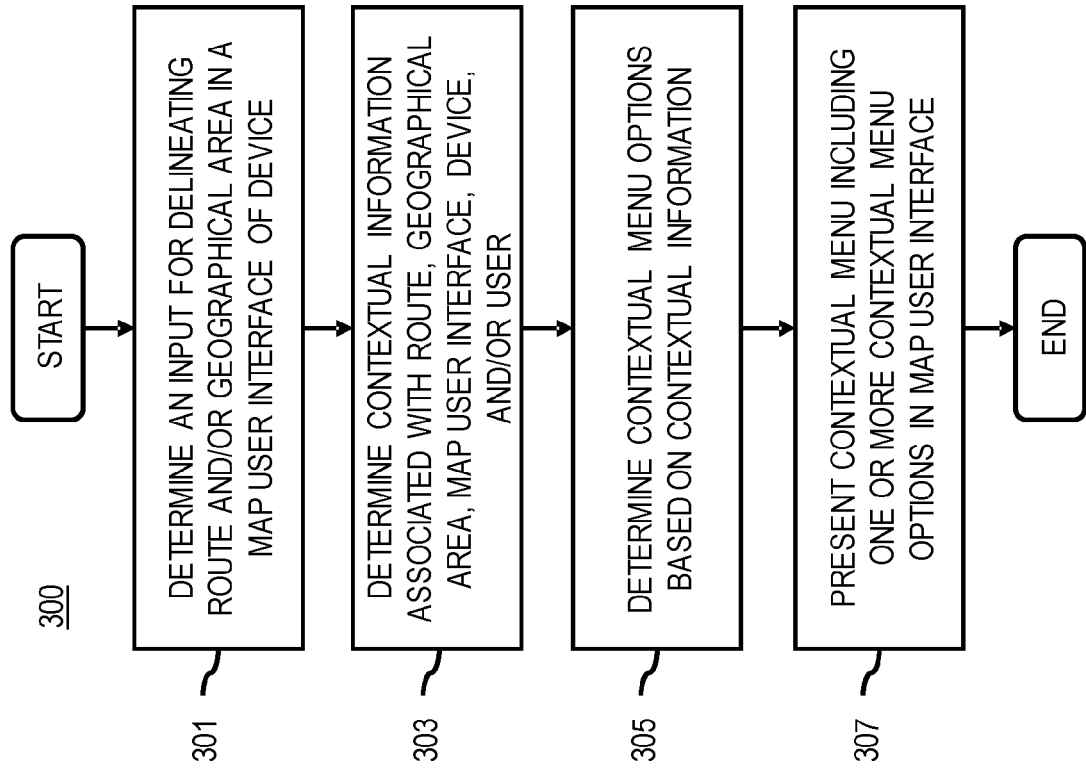 300
START
301
DETERMINE AN INPUT FOR DELINEATING
ROUTE AND/OR GEOGRAPHICAL AREA IN A
MAP USER INTERFACE OF DEVICE
303
DETERMINE CONTEXTUAL INFORMATION
ASSOCIATED WITH ROUTE, GEOGRAPHICAL
AREA, MAP USER INTERFACE, DEVICE,
AND/OR USER
305
DETERMINE CONTEXTUAL MENU OPTIONS
BASED ON CONTEXTUAL INFORMATION
307
PRESENT CONTEXTUAL MENU INCLUDING
ONE OR MORE CONTEXTUAL MENU
OPTIONS IN MAP USER INTERFACE
END